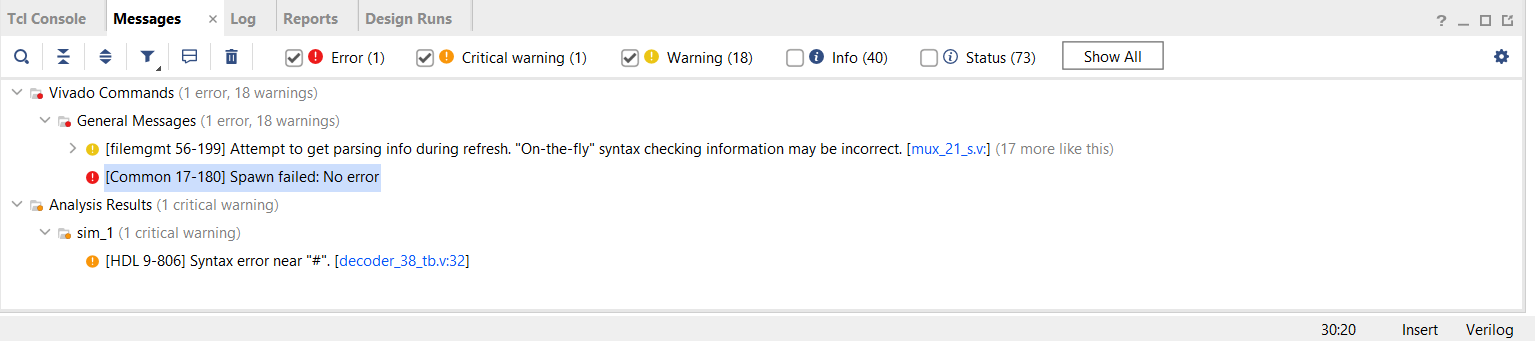 Tcl Console Messages × Log Reports Design Runs
Error (1) Critical warning (1) Warning (18) Info (40) Status (73) Show All
Vivado Commands (1 error, 18 warnings)
General Messages (1 error, 18 warnings)
[filemgmt 56-199] Attempt to get parsing info during refresh. "On-the-fly" syntax checking information may be incorrect. [mux_21_s.v:] (17 more like this)
[Common 17-180] Spawn failed: No error
Analysis Results (1 critical warning)
sim_1 (1 critical warning)
[HDL 9-806] Syntax error near "#". [decoder_38_tb.v:32]
30:20 Insert Verilog